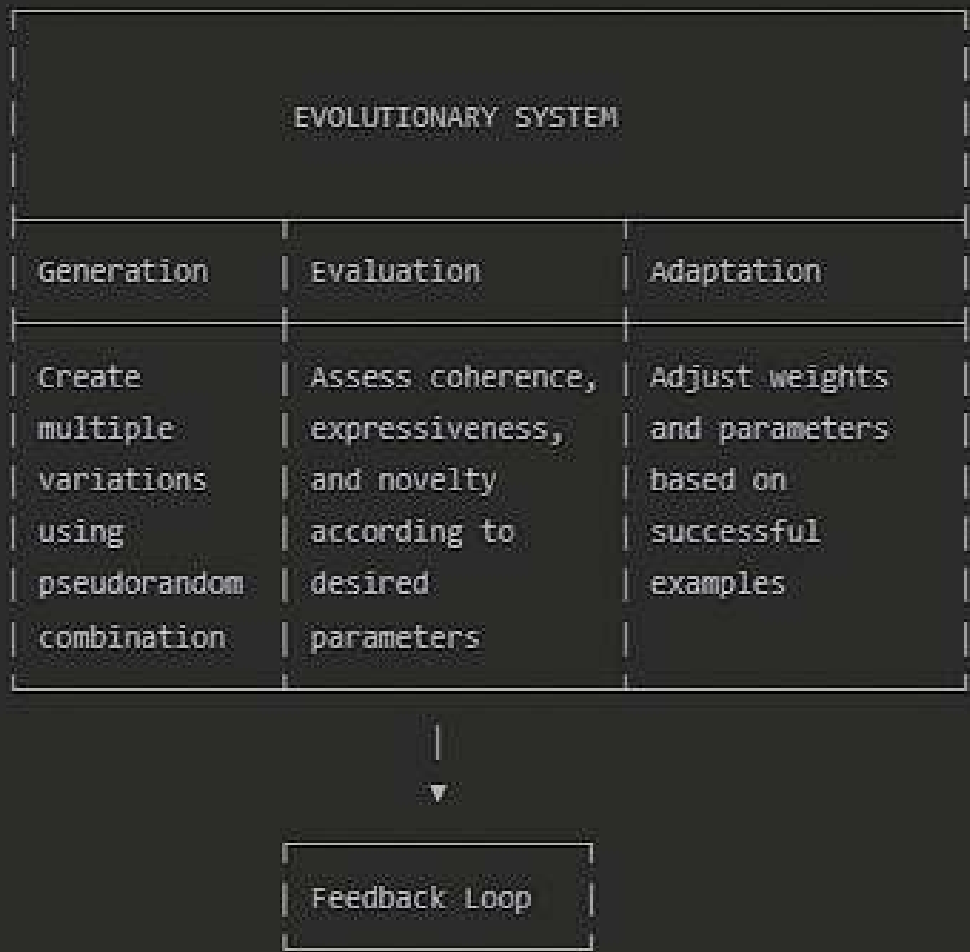 EVOLUTIONARY SYSTEM
Generation
Evaluation
Adaptation
Create
multiple
variations
using
pseudorandom
combination
Assess coherence,
expressiveness,
and novelty
according to
desired
parameters
Adjust weights
and parameters
based on
successful
examples
Feedback Loop